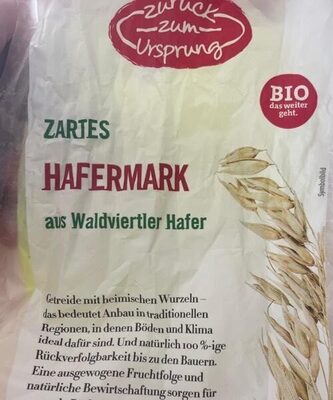 zurück
zum
Ursprung
BIO
das weiter
geht.
ZARTES
HAFERMARK
aus Waldviertler Hafer
Symbolbild
Getreide mit heimischen Wurzeln –
das bedeutet Anbau in traditionellen
Regionen, in denen Böden und Klima
ideal dafür sind. Und natürlich 100 %-ige
Rückverfolgbarkeit bis zu den Bauern.
Eine ausgewogene Fruchtfolge und
natürliche Bewirtschaftung sorgen für